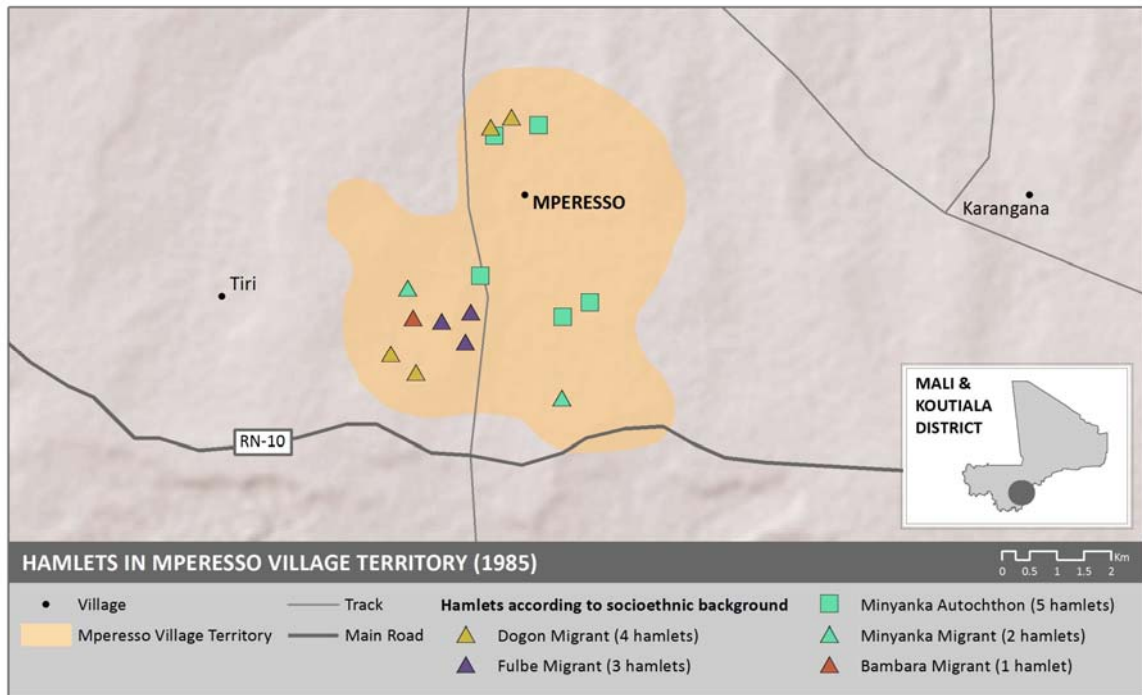 MPERESSO
Karangana
Tiri
RN-10
MALI &
KOUTIALA
DISTRICT
HAMLETS IN MPERESSO VILLAGE TERRITORY (1985)
Km
0 0.5 1 1.5 2
Village
Track
Hamlets according to socioethnic background
Minyanka Autochthon (5 hamlets)
Mperesso Village Territory
Main Road
Dogon Migrant (4 hamlets)
Minyanka Migrant (2 hamlets)
Fulbe Migrant (3 hamlets)
Bambara Migrant (1 hamlet)